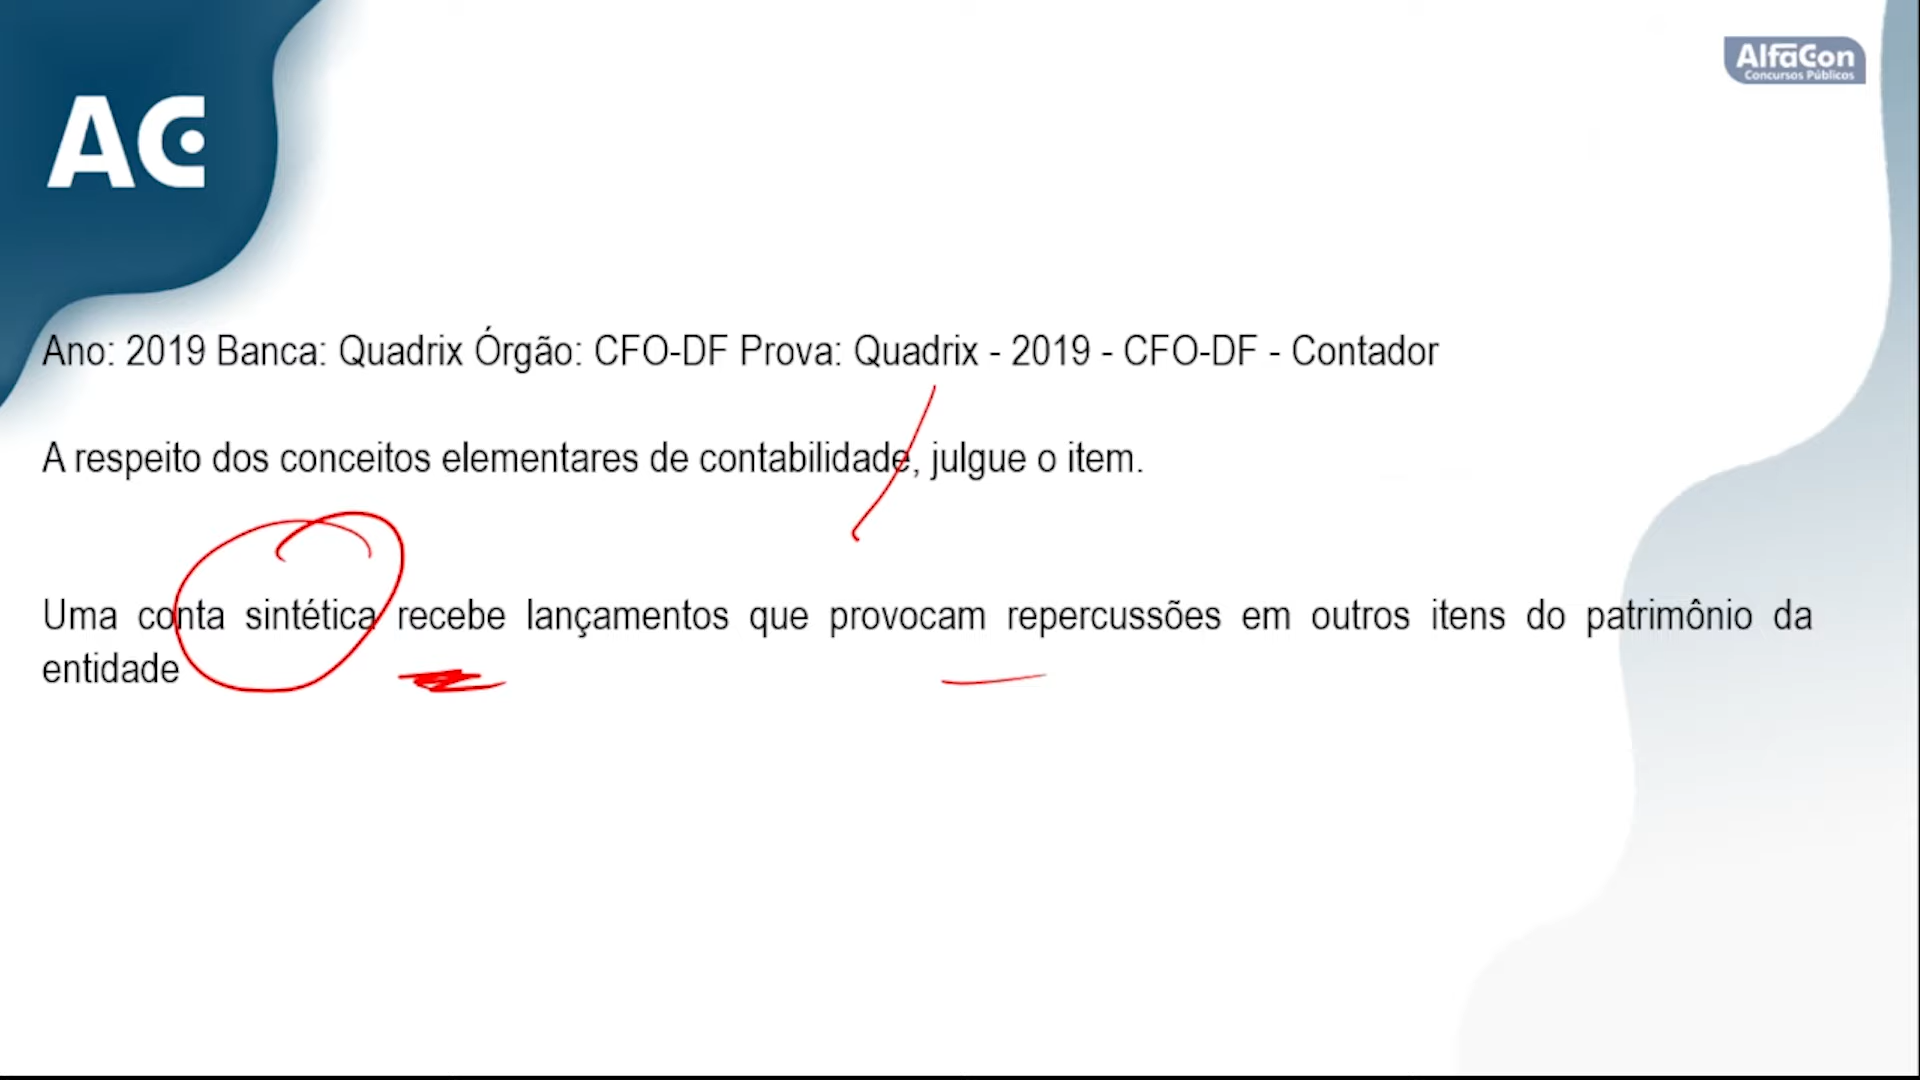 AlfaCon
Concursos Públicos
AC
Ano: 2019 Banca: Quadrix Órgão: CFO-DF Prova: Quadrix - 2019 - CFO-DF - Contador
A respeito dos conceitos elementares de contabilidade, julgue o item.
Uma conta sintética recebe lançamentos que provocam repercussões em outros itens do patrimônio da
entidade